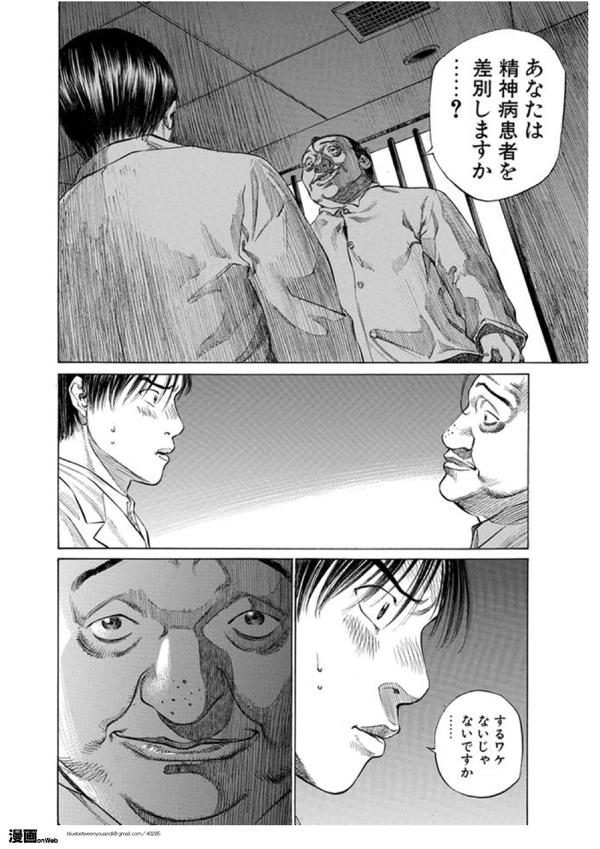 あなたは
精神病患者を
差別しますか
……？
するワケ
ないじゃ
ないですか
……
漫画onWeb
bluebetweenyouandi@gmail.com/40285